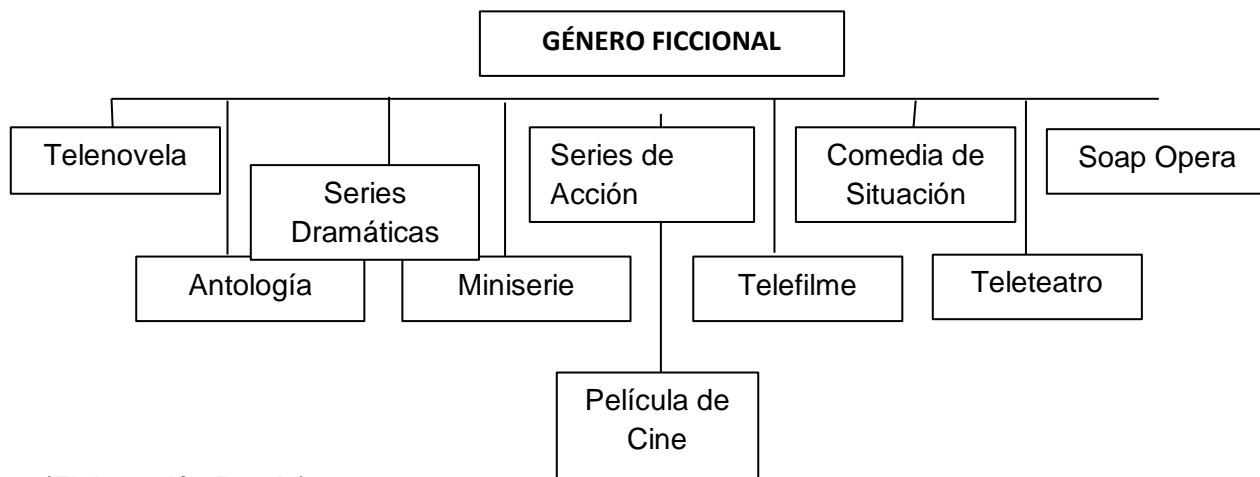 GÉNERO FICCIONAL
Telenovela
Series
Dramáticas
Series de
Acción
Comedia de
Situación
Soap Opera
Antología
Miniserie
Telefilme
Teleteatro
Película de
Cine